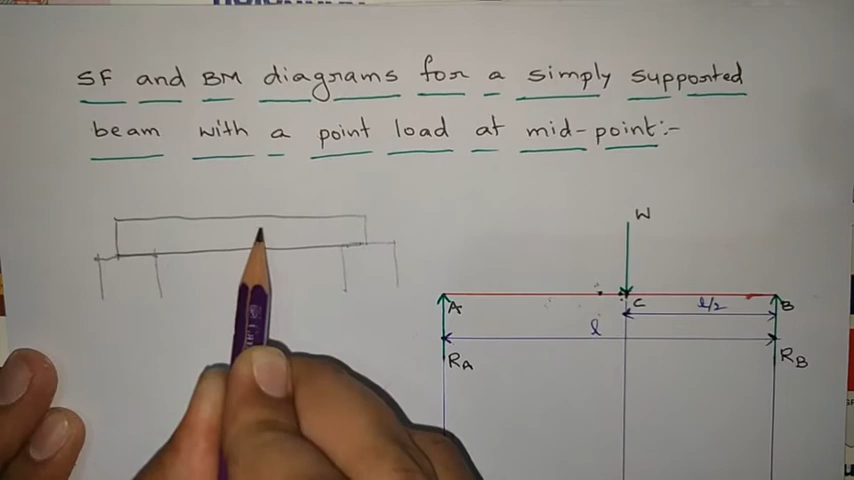 SF and BM diagrams for a simply supported
beam with a point load at mid-point:-
W
A
C
l/2
B
l
RA
RB